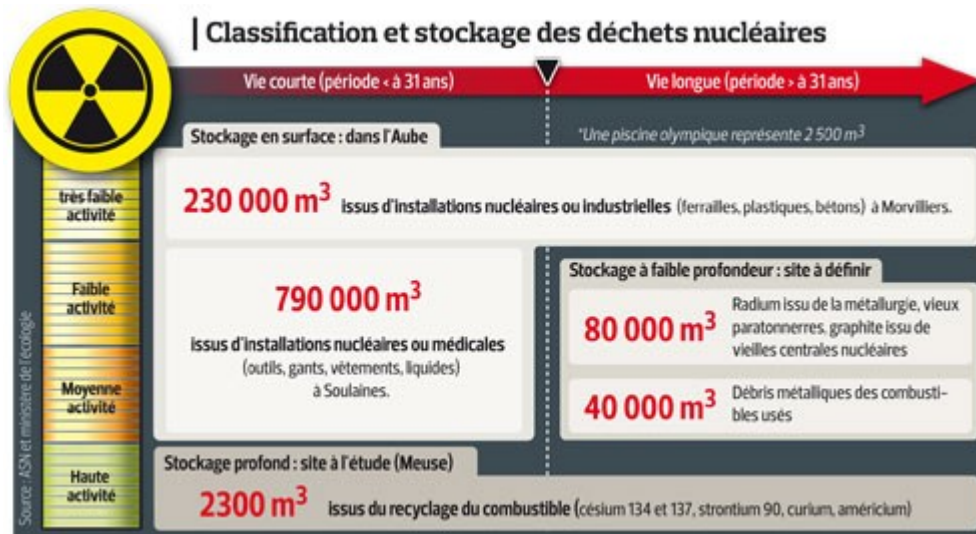 Classification et stockage des déchets nucléaires
Vie courte (période < à 31 ans)
Vie longue (période > à 31 ans)
Stockage en surface : dans l'Aube
*Une piscine olympique représente 2 500 m³
très faible
activité
230 000 m³ issus d'installations nucléaires ou industrielles (ferrailles, plastiques, bétons) à Morvilliers.
Faible
activité
790 000 m³
issus d'installations nucléaires ou médicales
(outils, gants, vêtements, liquides)
à Soulaines.
Stockage à faible profondeur : site à définir
80 000 m³
Radium issu de la métallurgie, vieux
paratonnerres, graphite issu de
vieilles centrales nucléaires
Moyenne
activité
40 000 m³
Débris métalliques des combusti-
bles usés
Haute
activité
Stockage profond : site à l'étude (Meuse)
2300 m³ issus du recyclage du combustible (césium 134 et 137, strontium 90, curium, américium)
Source : ASN et ministère de l'écologie